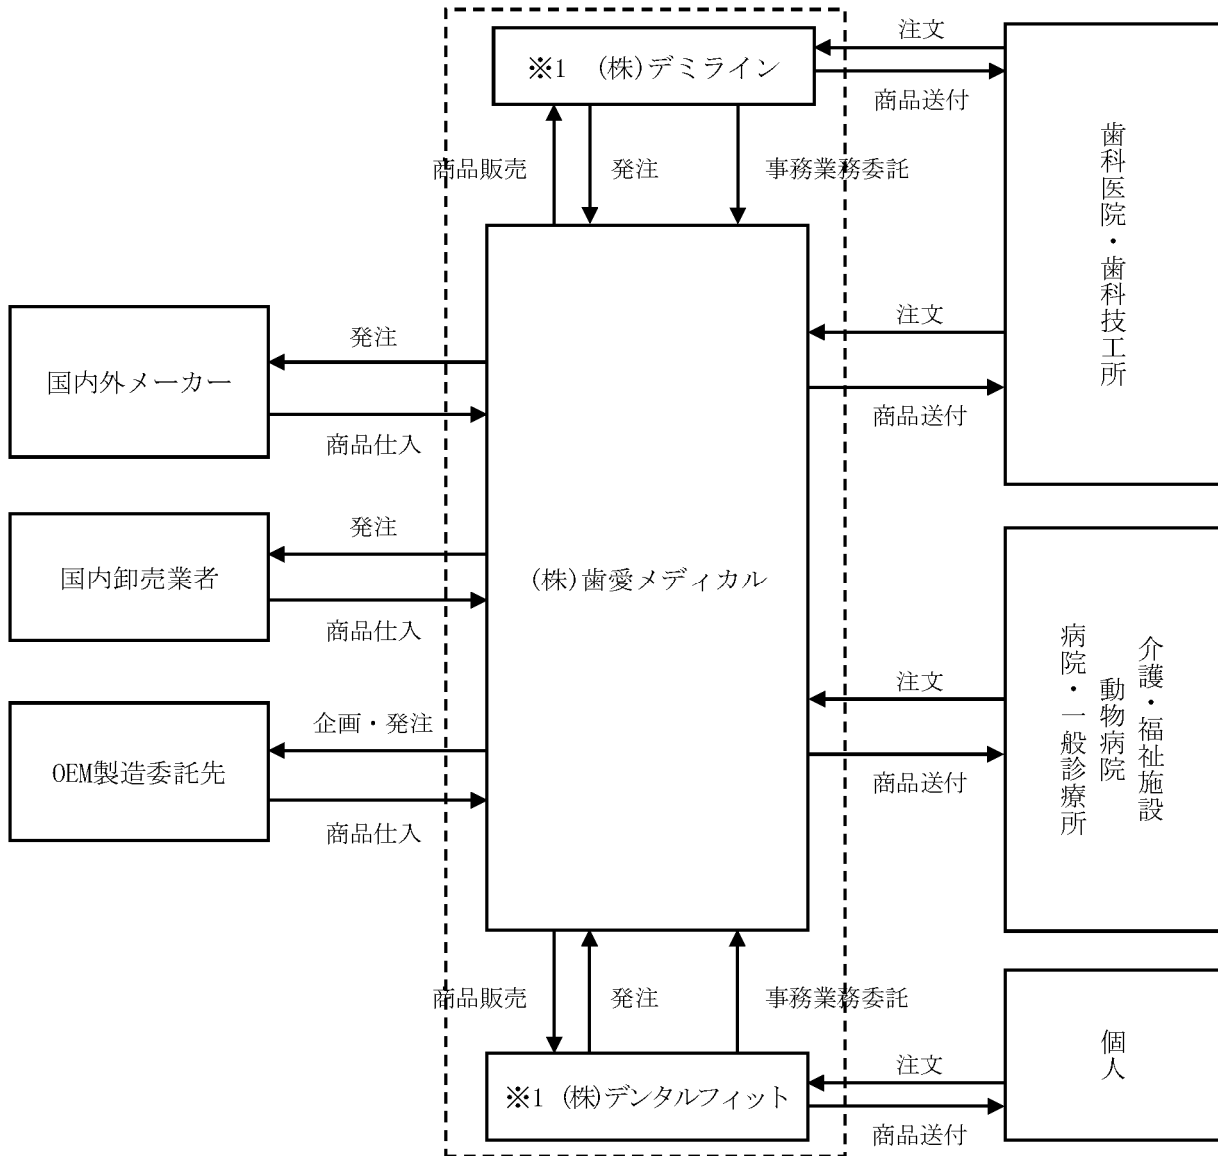 ※1 (株)デミライン
注文
商品送付
商品販売
発注
事務業務委託
歯科医院・歯科技工所
注文
商品送付
国内外メーカー
発注
商品仕入
国内卸売業者
発注
商品仕入
(株)歯愛メディカル
OEM製造委託先
企画・発注
商品仕入
注文
商品送付
介護・福祉施設
動物病院
病院・一般診療所
商品販売
発注
事務業務委託
※1 (株)デンタルフィット
注文
商品送付
個人